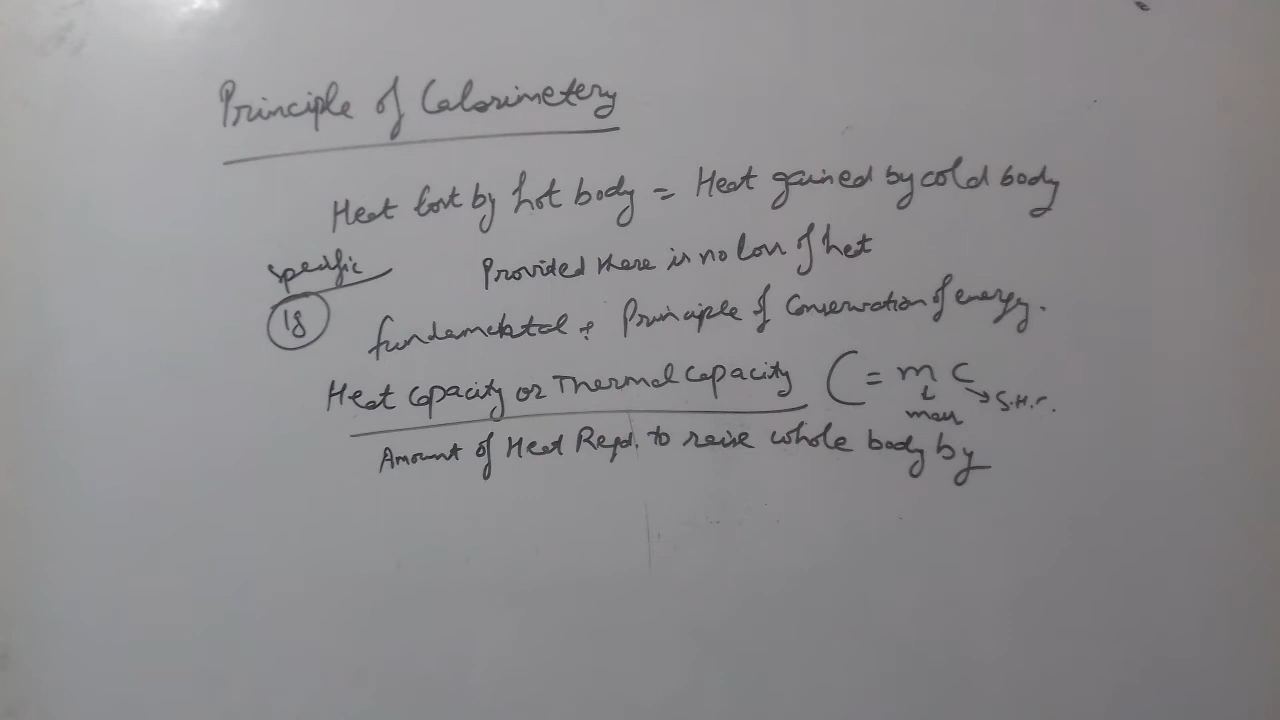 Principle of Calorimetery
Heat lost by hot body = Heat gained by cold body
specific
Provided there is no loss of het
18
fundamental : Principle of Conservation of energy.
Heat Capacity or Thermal Capacity C = m c
mass
S.H.C.
Amount of Heat Reqd. to raise whole body by